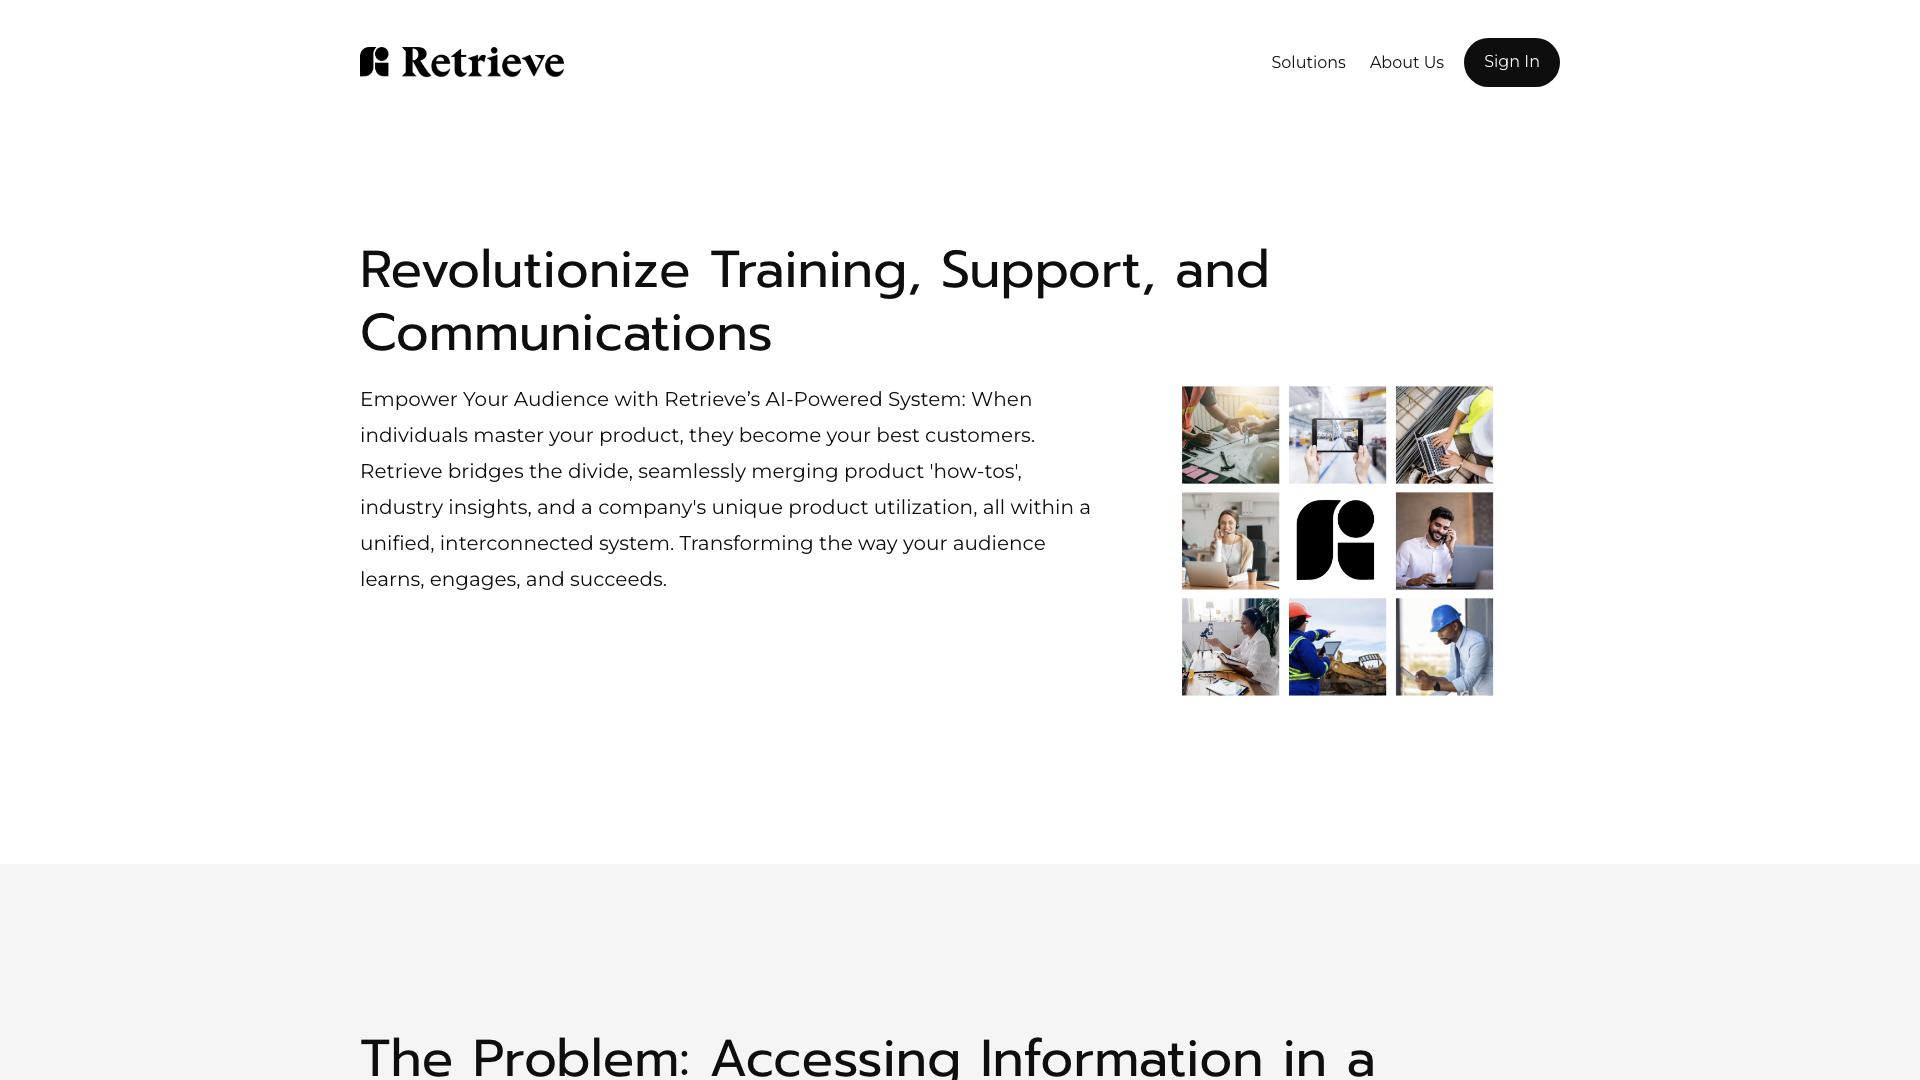 Retrieve
Solutions
About Us
Sign In
Revolutionize Training, Support, and
Communications
Empower Your Audience with Retrieve’s AI-Powered System: When
individuals master your product, they become your best customers.
Retrieve bridges the divide, seamlessly merging product 'how-tos',
industry insights, and a company's unique product utilization, all within a
unified, interconnected system. Transforming the way your audience
learns, engages, and succeeds.
The Problem: Accessing Information in a